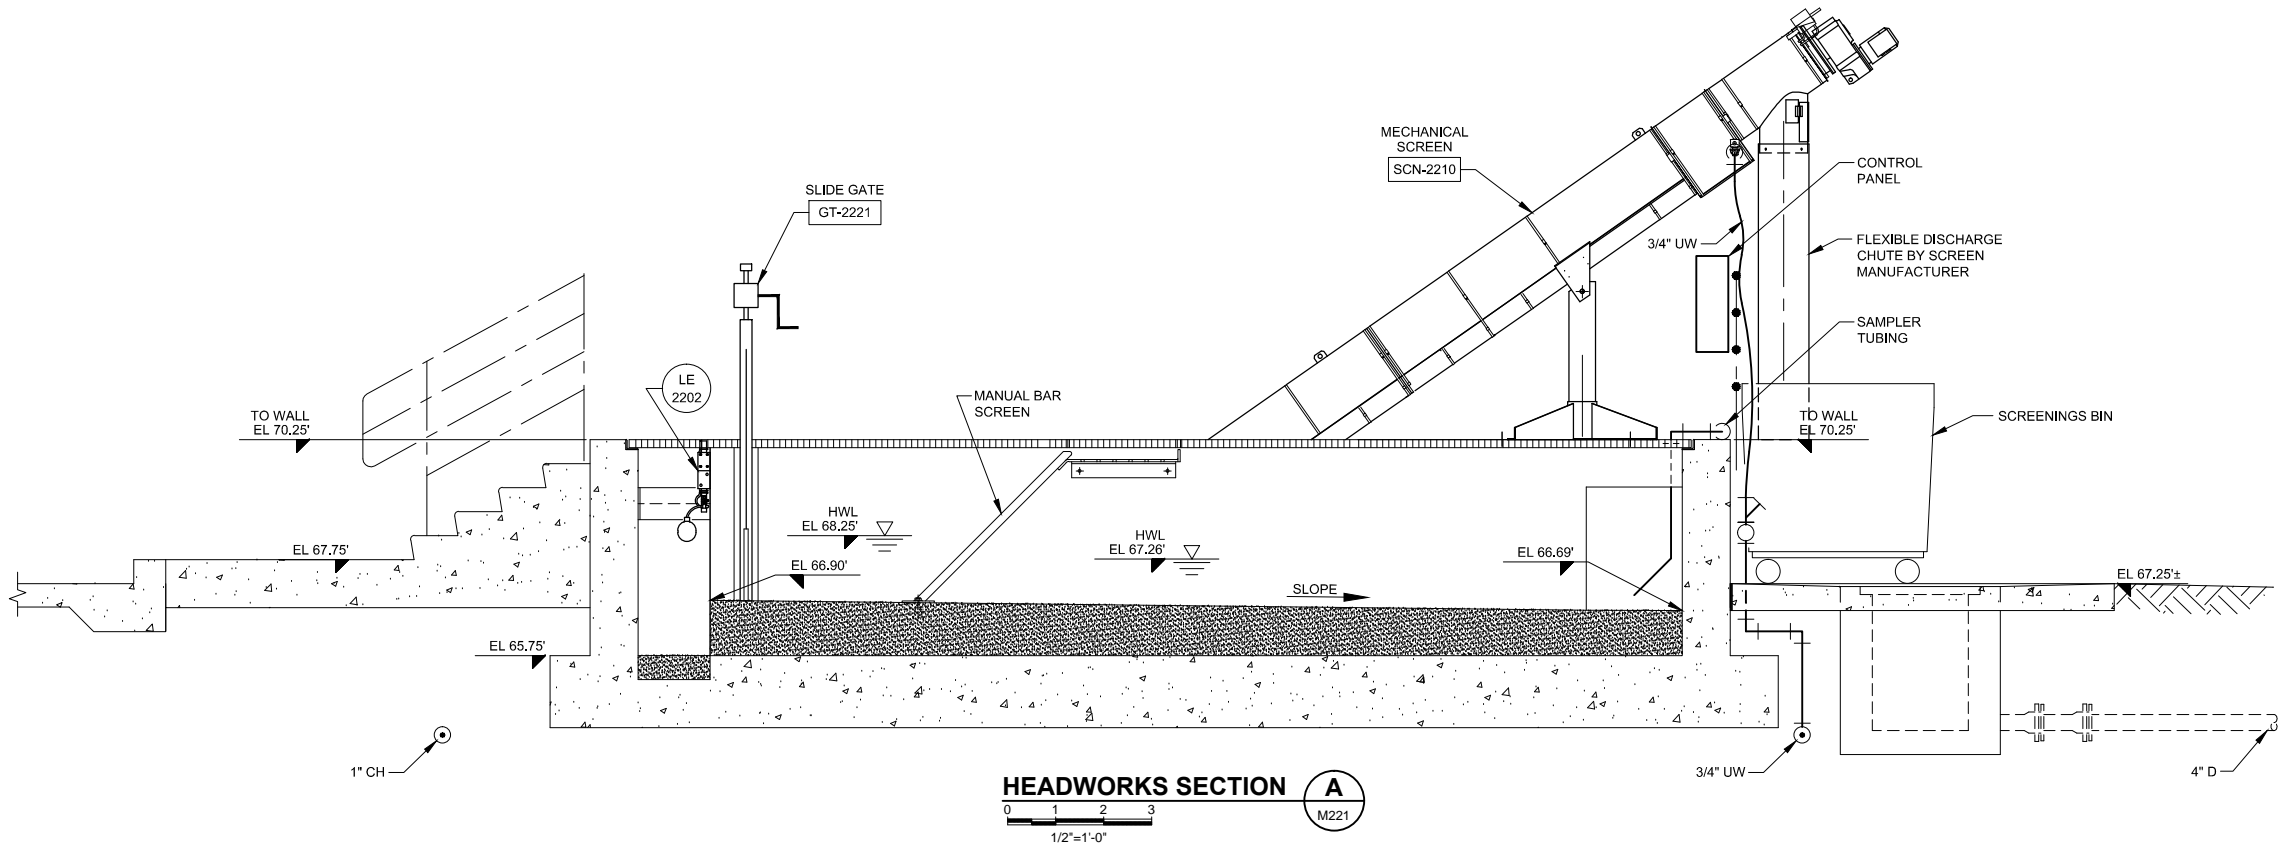 MECHANICAL
SCREEN
SCN-2210
CONTROL
PANEL
SLIDE GATE
GT-2221
3/4" UW
FLEXIBLE DISCHARGE
CHUTE BY SCREEN
MANUFACTURER
SAMPLER
TUBING
LE
2202
MANUAL BAR
SCREEN
TO WALL
EL 70.25'
TO WALL
EL 70.25'
SCREENINGS BIN
HWL
EL 68.25'
HWL
EL 67.26'
EL 67.75'
EL 66.90'
EL 66.69'
SLOPE
EL 67.25'±
EL 65.75'
1" CH
3/4" UW
4" D
HEADWORKS SECTION
A
M221
0 1 2 3
1/2"=1'-0"